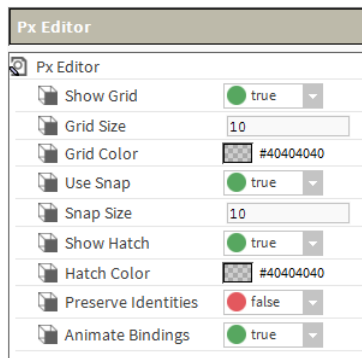 Px Editor
Px Editor
Show Grid true
Grid Size 10
Grid Color #40404040
Use Snap true
Snap Size 10
Show Hatch true
Hatch Color #40404040
Preserve Identities false
Animate Bindings true